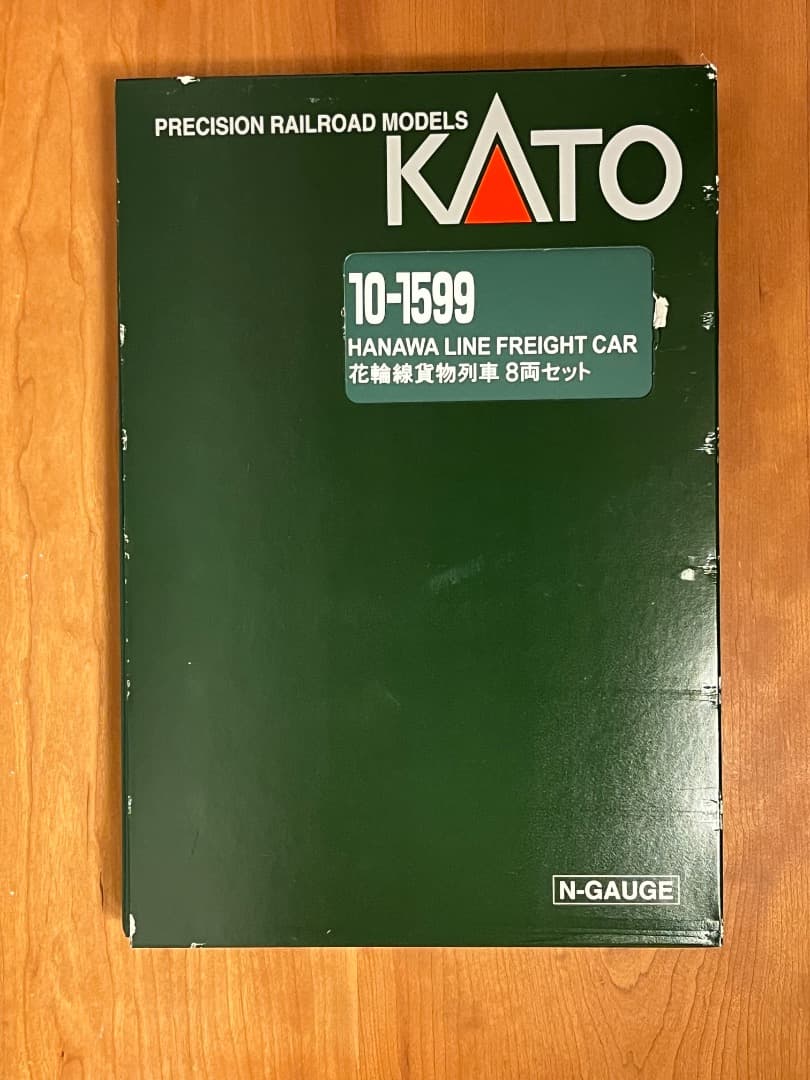 PRECISION RAILROAD MODELS
KATO
10-1599
HANAWA LINE FREIGHT CAR
花輪線貨物列車 8両セット
N-GAUGE